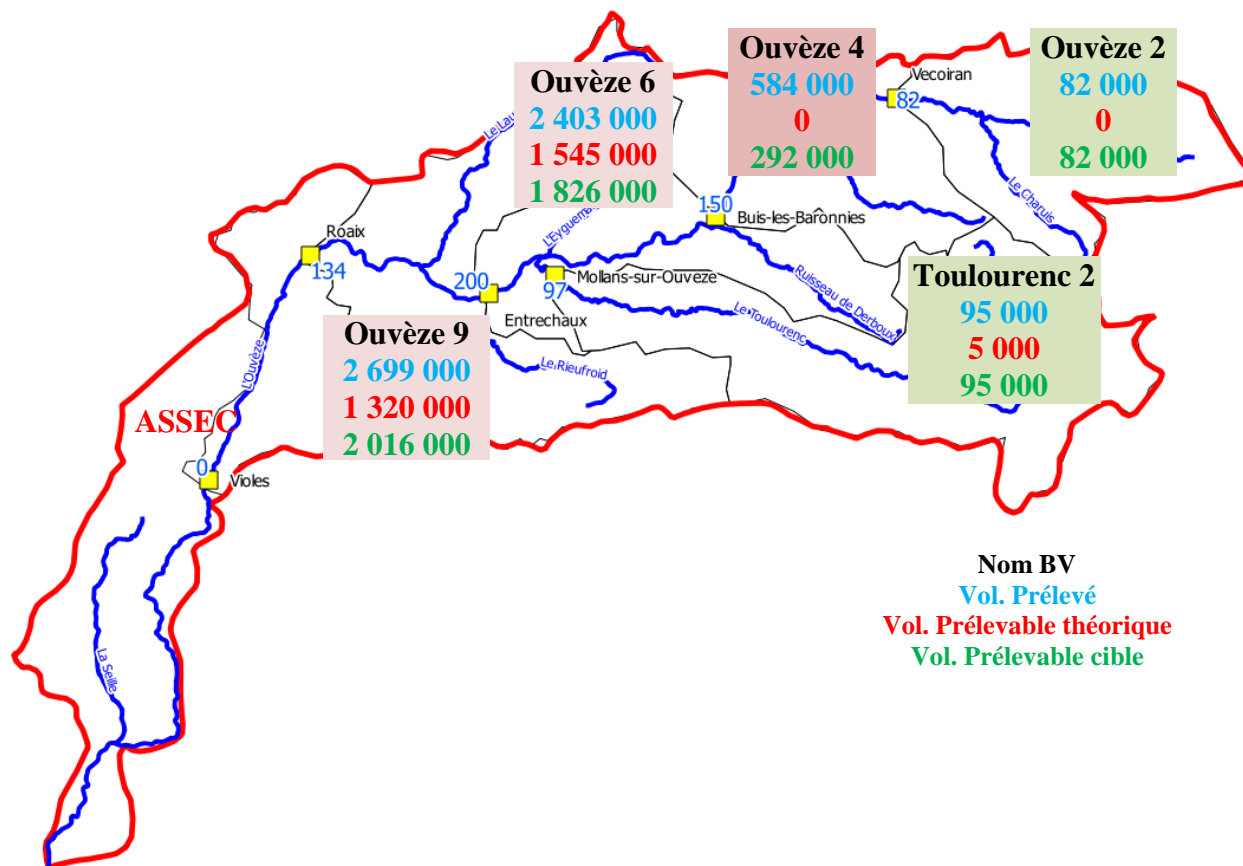 Ouvèze 4
584 000
0
292 000
Ouvèze 2
82 000
0
82 000
Vecoiran
82
Ouvèze 6
2 403 000
1 545 000
1 826 000
Le Charuis
150
Buis-les-Baronnies
Roaix
134
200
Mollans-sur-Ouveze
97
Entrechaux
Ruisseau de Derboux
Le Toulourenc
Toulourenc 2
95 000
5 000
95 000
Ouvèze 9
2 699 000
1 320 000
2 016 000
Le Rieufroid
L'Ouvèze
ASSEC
0
Violes
La Seille
Nom BV
Vol. Prélevé
Vol. Prélevable théorique
Vol. Prélevable cible